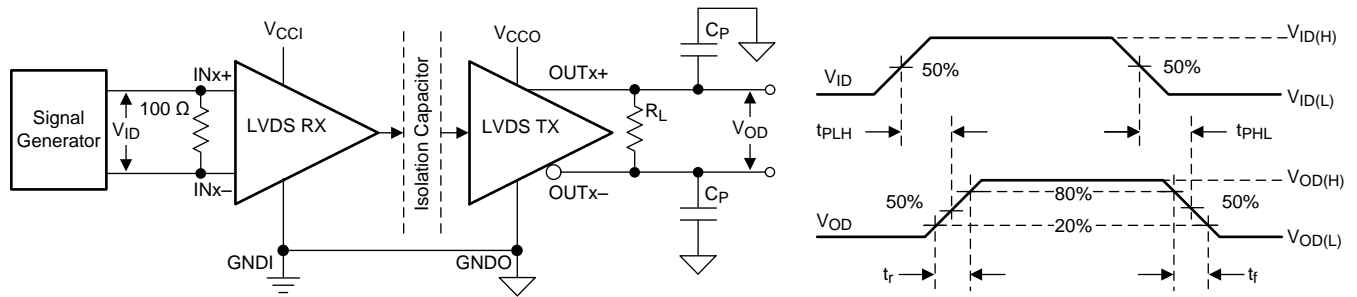 Signal
Generator
V_ID
100 Ω
INx+
INx–
V_CCI
LVDS RX
GNDI
Isolation Capacitor
V_CCO
LVDS TX
GNDO
OUTx+
OUTx–
C_P
R_L
V_OD
C_P
V_ID
50%
50%
V_ID(H)
V_ID(L)
t_PLH
t_PHL
V_OD
50%
80%
20%
50%
V_OD(H)
V_OD(L)
t_r
t_f